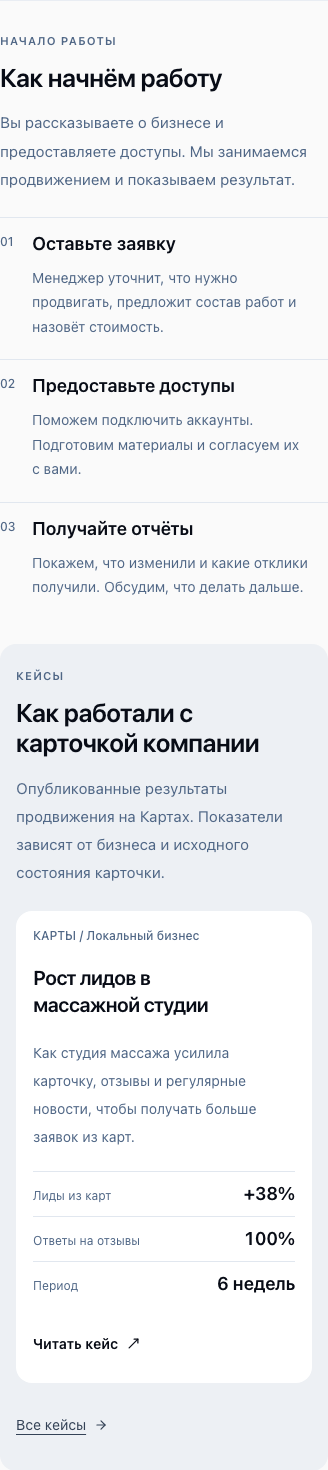 НАЧАЛО РАБОТЫ
Как начнём работу
Вы рассказываете о бизнесе и
предоставляете доступы. Мы занимаемся
продвижением и показываем результат.
01 Оставьте заявку
Менеджер уточнит, что нужно
продвигать, предложит состав работ и
назовёт стоимость.
02 Предоставьте доступы
Поможем подключить аккаунты.
Подготовим материалы и согласуем их
с вами.
03 Получайте отчёты
Покажем, что изменили и какие отклики
получили. Обсудим, что делать дальше.
КЕЙСЫ
Как работали с
карточкой компании
Опубликованные результаты
продвижения на Картах. Показатели
зависят от бизнеса и исходного
состояния карточки.
КАРТЫ / Локальный бизнес
Рост лидов в
массажной студии
Как студия массажа усилила
карточку, отзывы и регулярные
новости, чтобы получать больше
заявок из карт.
Лиды из карт +38%
Ответы на отзывы 100%
Период 6 недель
Читать кейс ↗
Все кейсы →